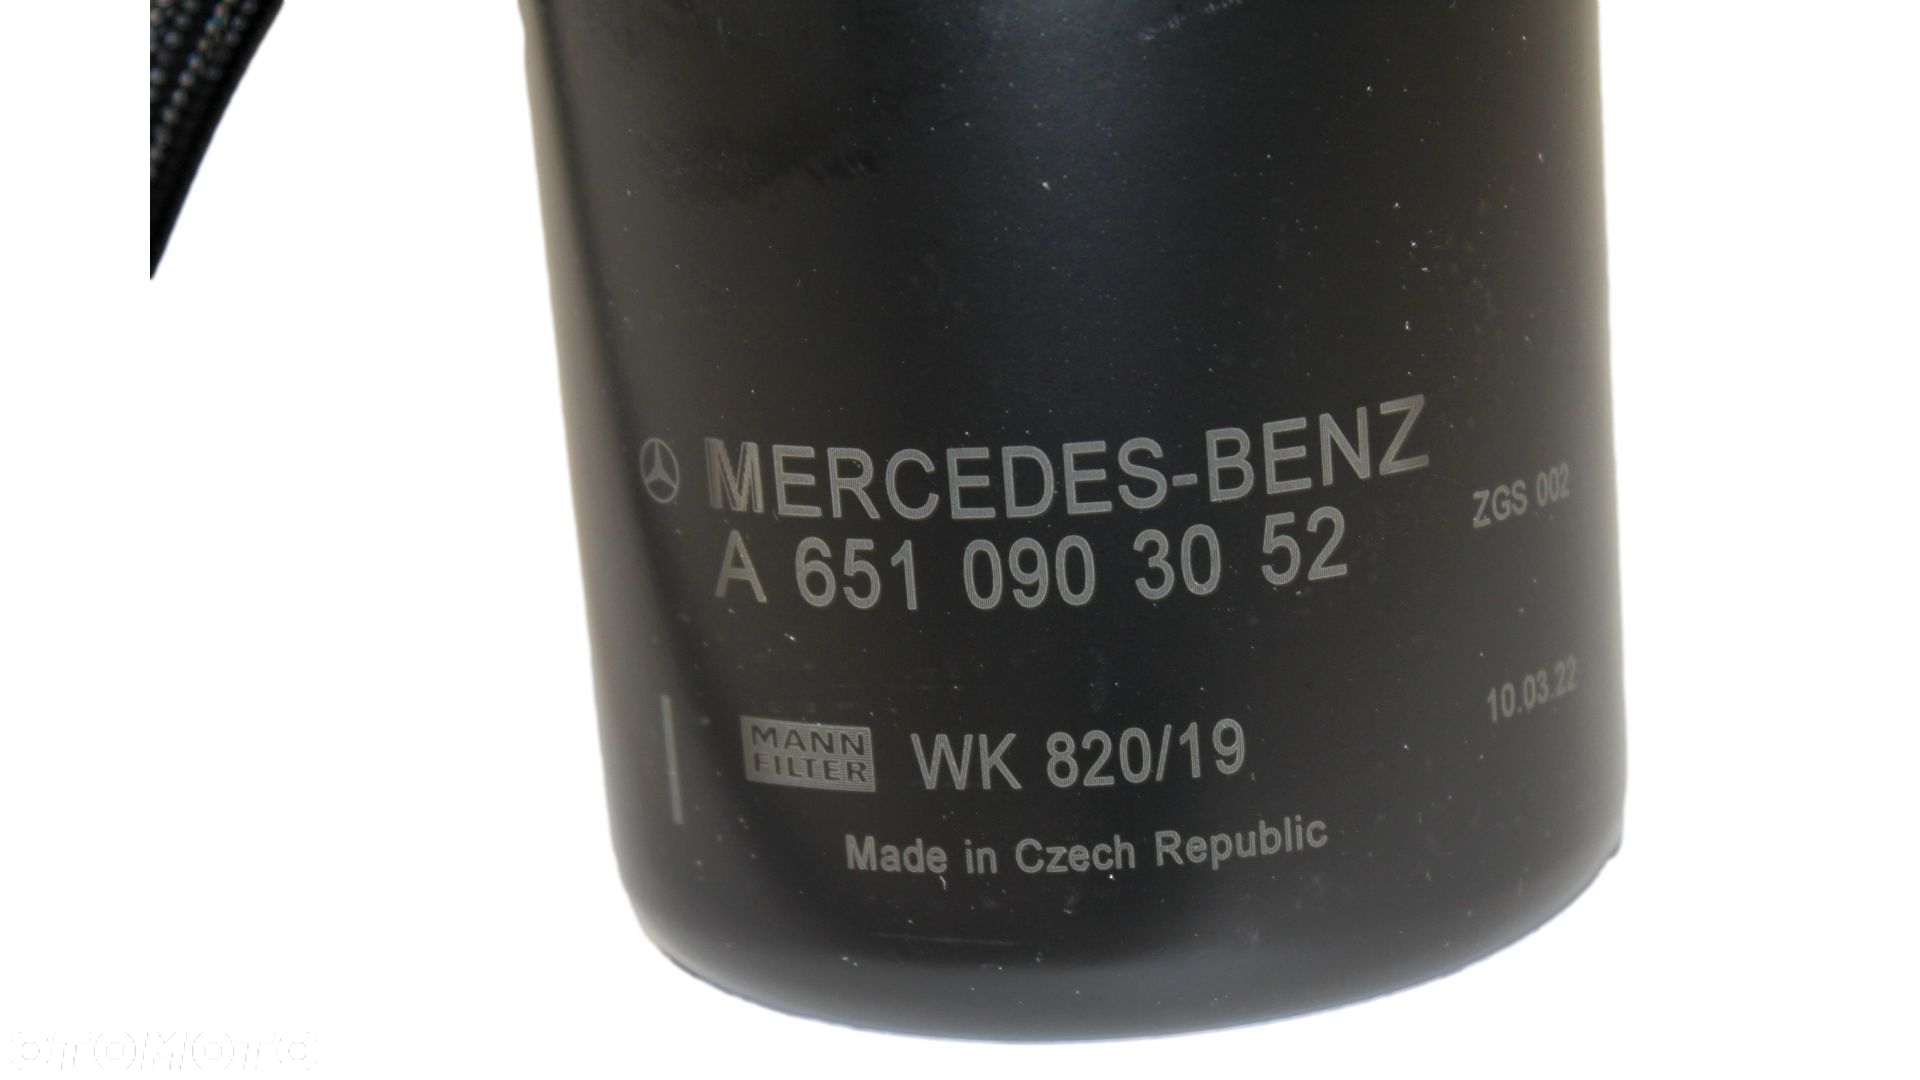 MERCEDES-BENZ
A 651 090 30 52
ZGS 002
10.03.22
MANN
FILTER
WK 820/19
Made in Czech Republic
OTOMOTO